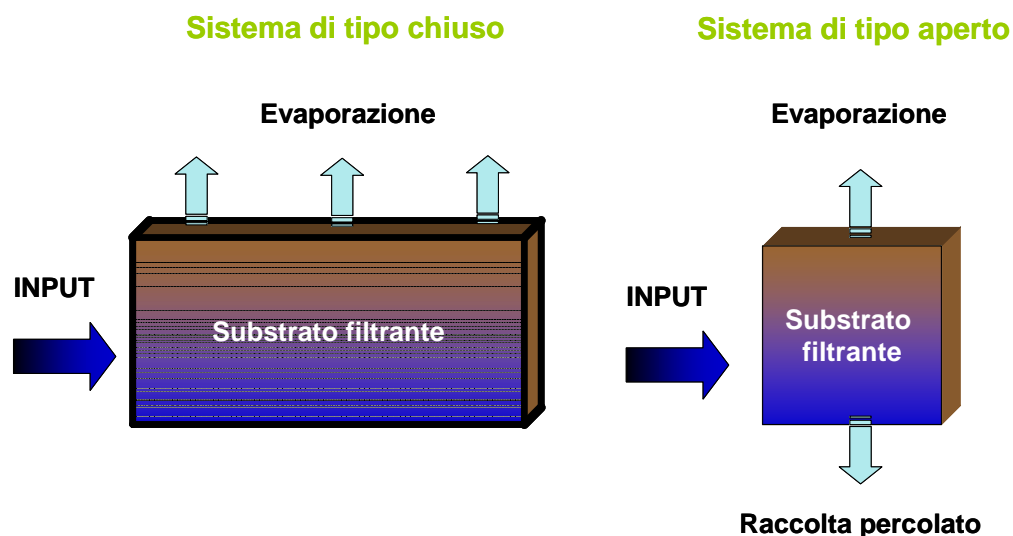 Sistema di tipo chiuso
Evaporazione
INPUT
Substrato filtrante
Sistema di tipo aperto
Evaporazione
INPUT
Substrato
filtrante
Raccolta percolato